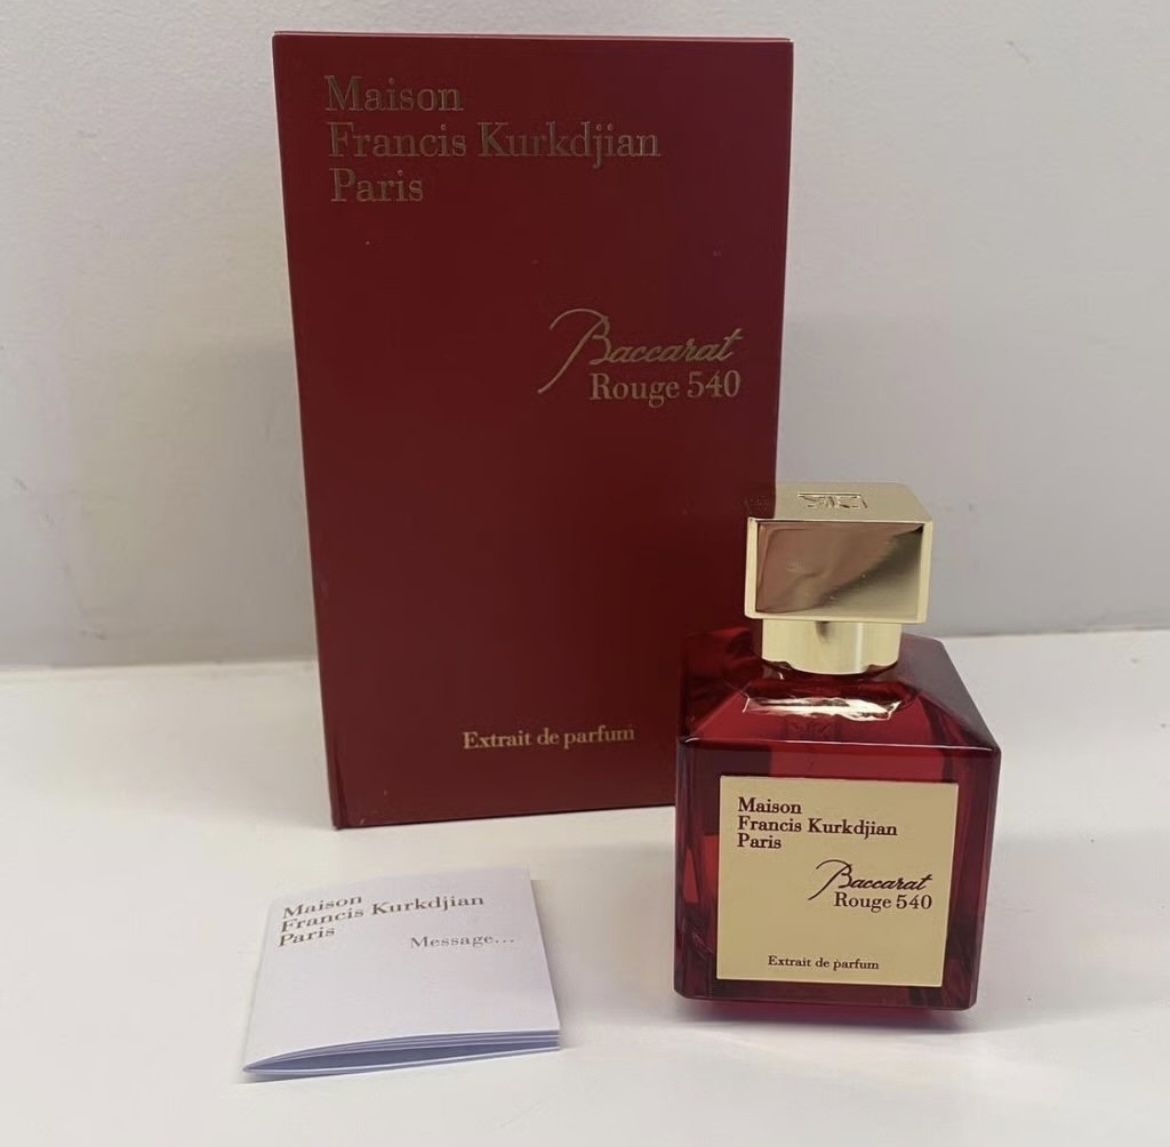 Maison
Francis Kurkdjian
Paris
Baccarat
Rouge 540
Extrait de parfum
Maison
Francis Kurkdjian
Paris
Baccarat
Rouge 540
Extrait de parfum
Maison
Francis Kurkdjian
Paris
Message...